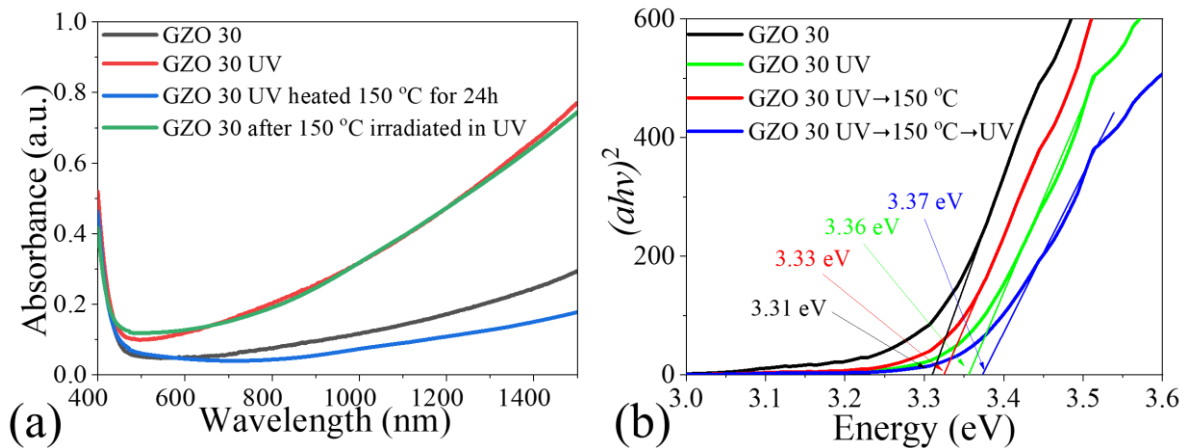 1.0
0.8
0.6
0.4
0.2
0.0
Absorbance (a.u.)
GZO 30
GZO 30 UV
GZO 30 UV heated 150 °C for 24h
GZO 30 after 150 °C irradiated in UV
400 600 800 1000 1200 1400
Wavelength (nm)
(a)
600
400
200
0
(ahv)²
GZO 30
GZO 30 UV
GZO 30 UV→150 °C
GZO 30 UV→150 °C→UV
3.37 eV
3.36 eV
3.33 eV
3.31 eV
3.0 3.1 3.2 3.3 3.4 3.5 3.6
Energy (eV)
(b)